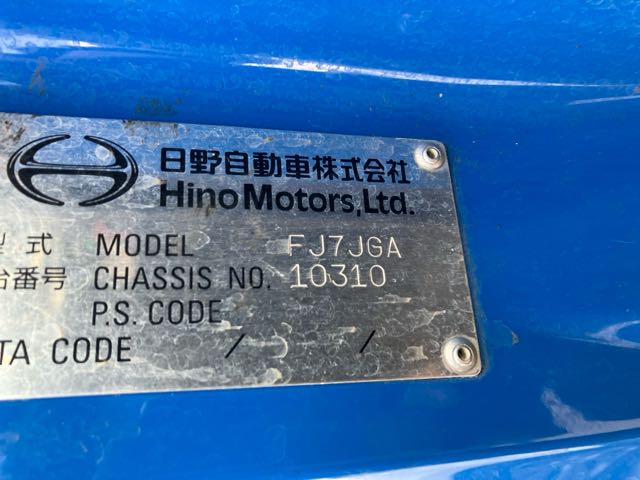 日野自動車株式会社
Hino Motors, Ltd.
型式 MODEL FJ7JGA
台番号 CHASSIS NO. 10310
P.S. CODE
TA CODE / /